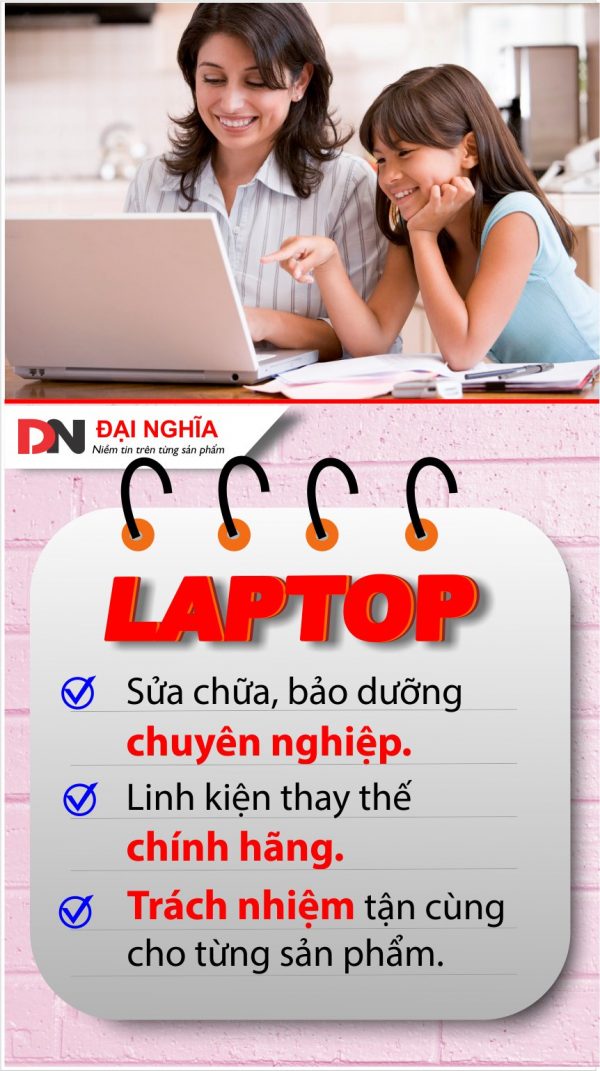 DN ĐẠI NGHĨA
Niềm tin trên từng sản phẩm
LAPTOP
Sửa chữa, bảo dưỡng
chuyên nghiệp.
Linh kiện thay thế
chính hãng.
Trách nhiệm tận cùng
cho từng sản phẩm.